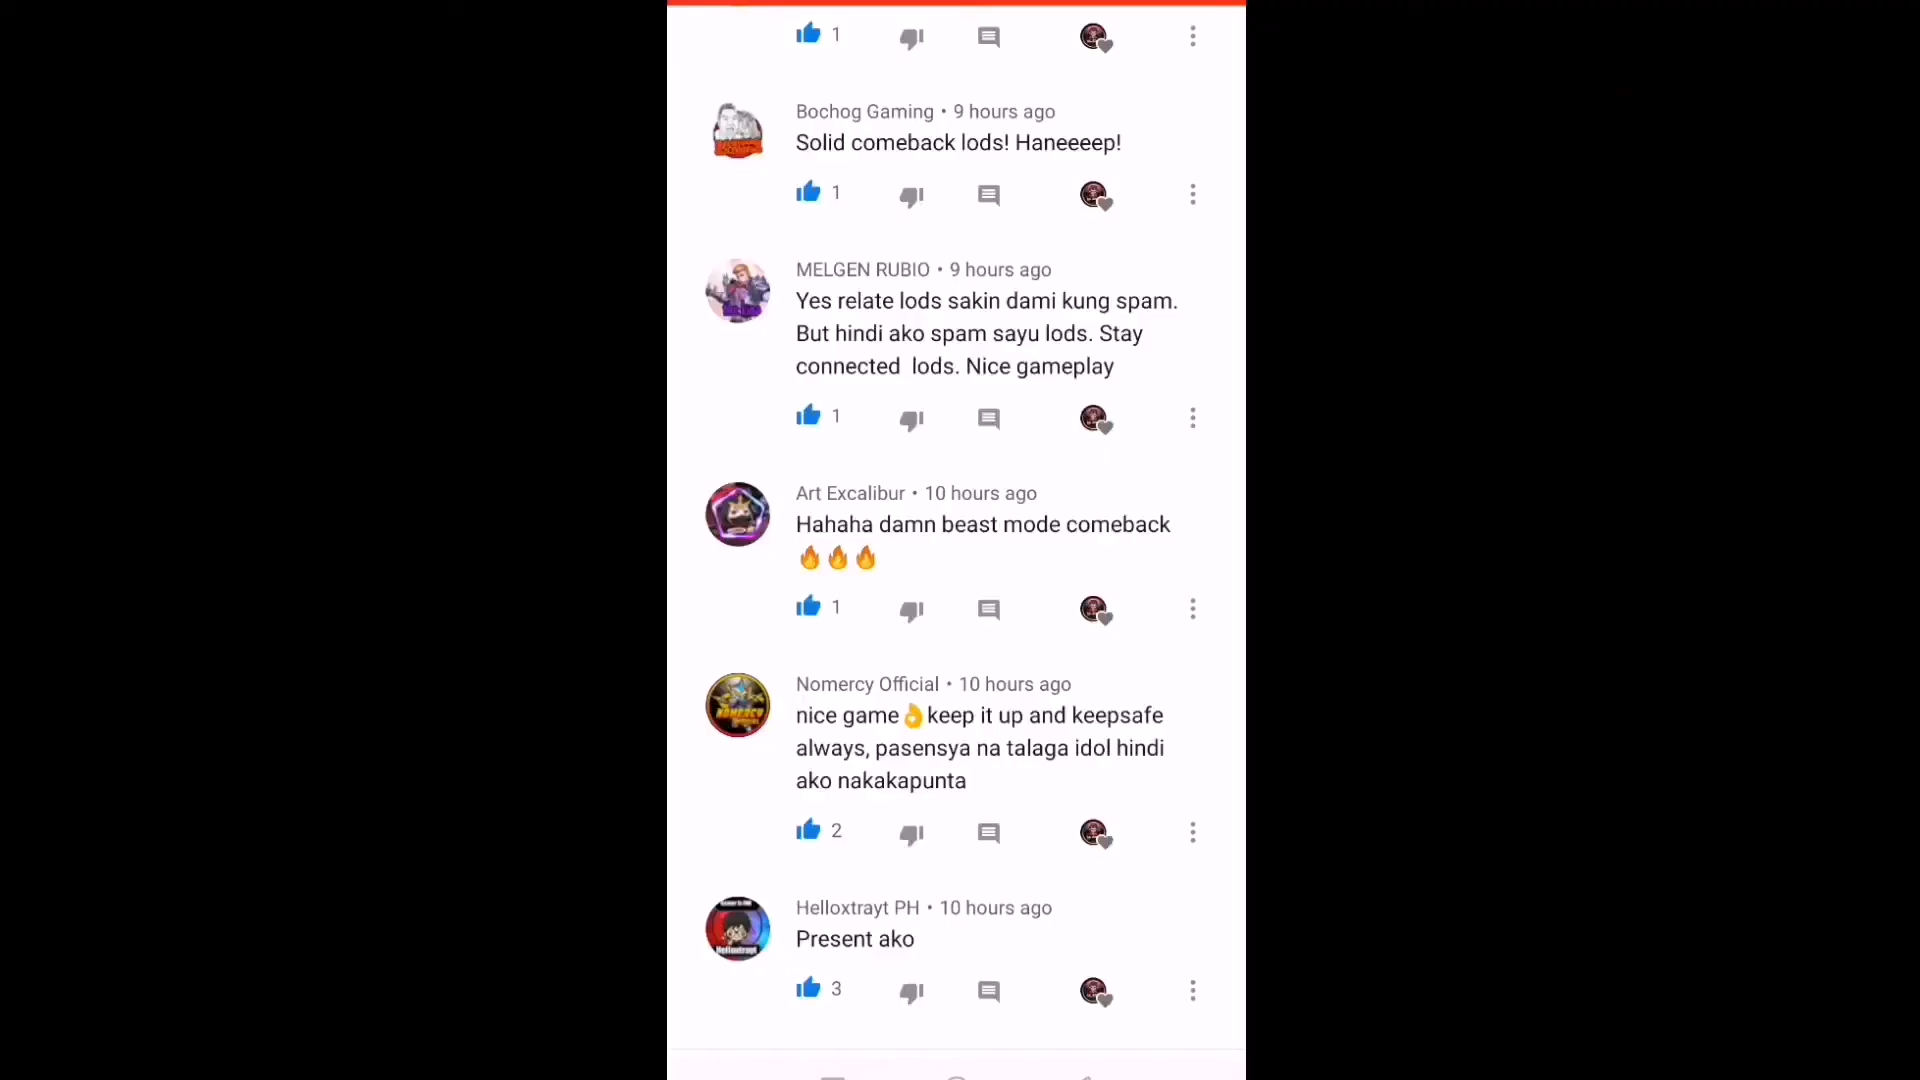 1
Bochog Gaming • 9 hours ago
Solid comeback lods! Haneeeep!
1
MELGEN RUBIO • 9 hours ago
Yes relate lods sakin dami kung spam.
But hindi ako spam sayu lods. Stay
connected lods. Nice gameplay
1
Art Excalibur • 10 hours ago
Hahaha damn beast mode comeback
🔥🔥🔥
1
NOMERCY
Nomercy Official • 10 hours ago
nice game👌keep it up and keepsafe
always, pasensya na talaga idol hindi
ako nakakapunta
2
Helloxtrayt
Helloxtrayt PH • 10 hours ago
Present ako
3